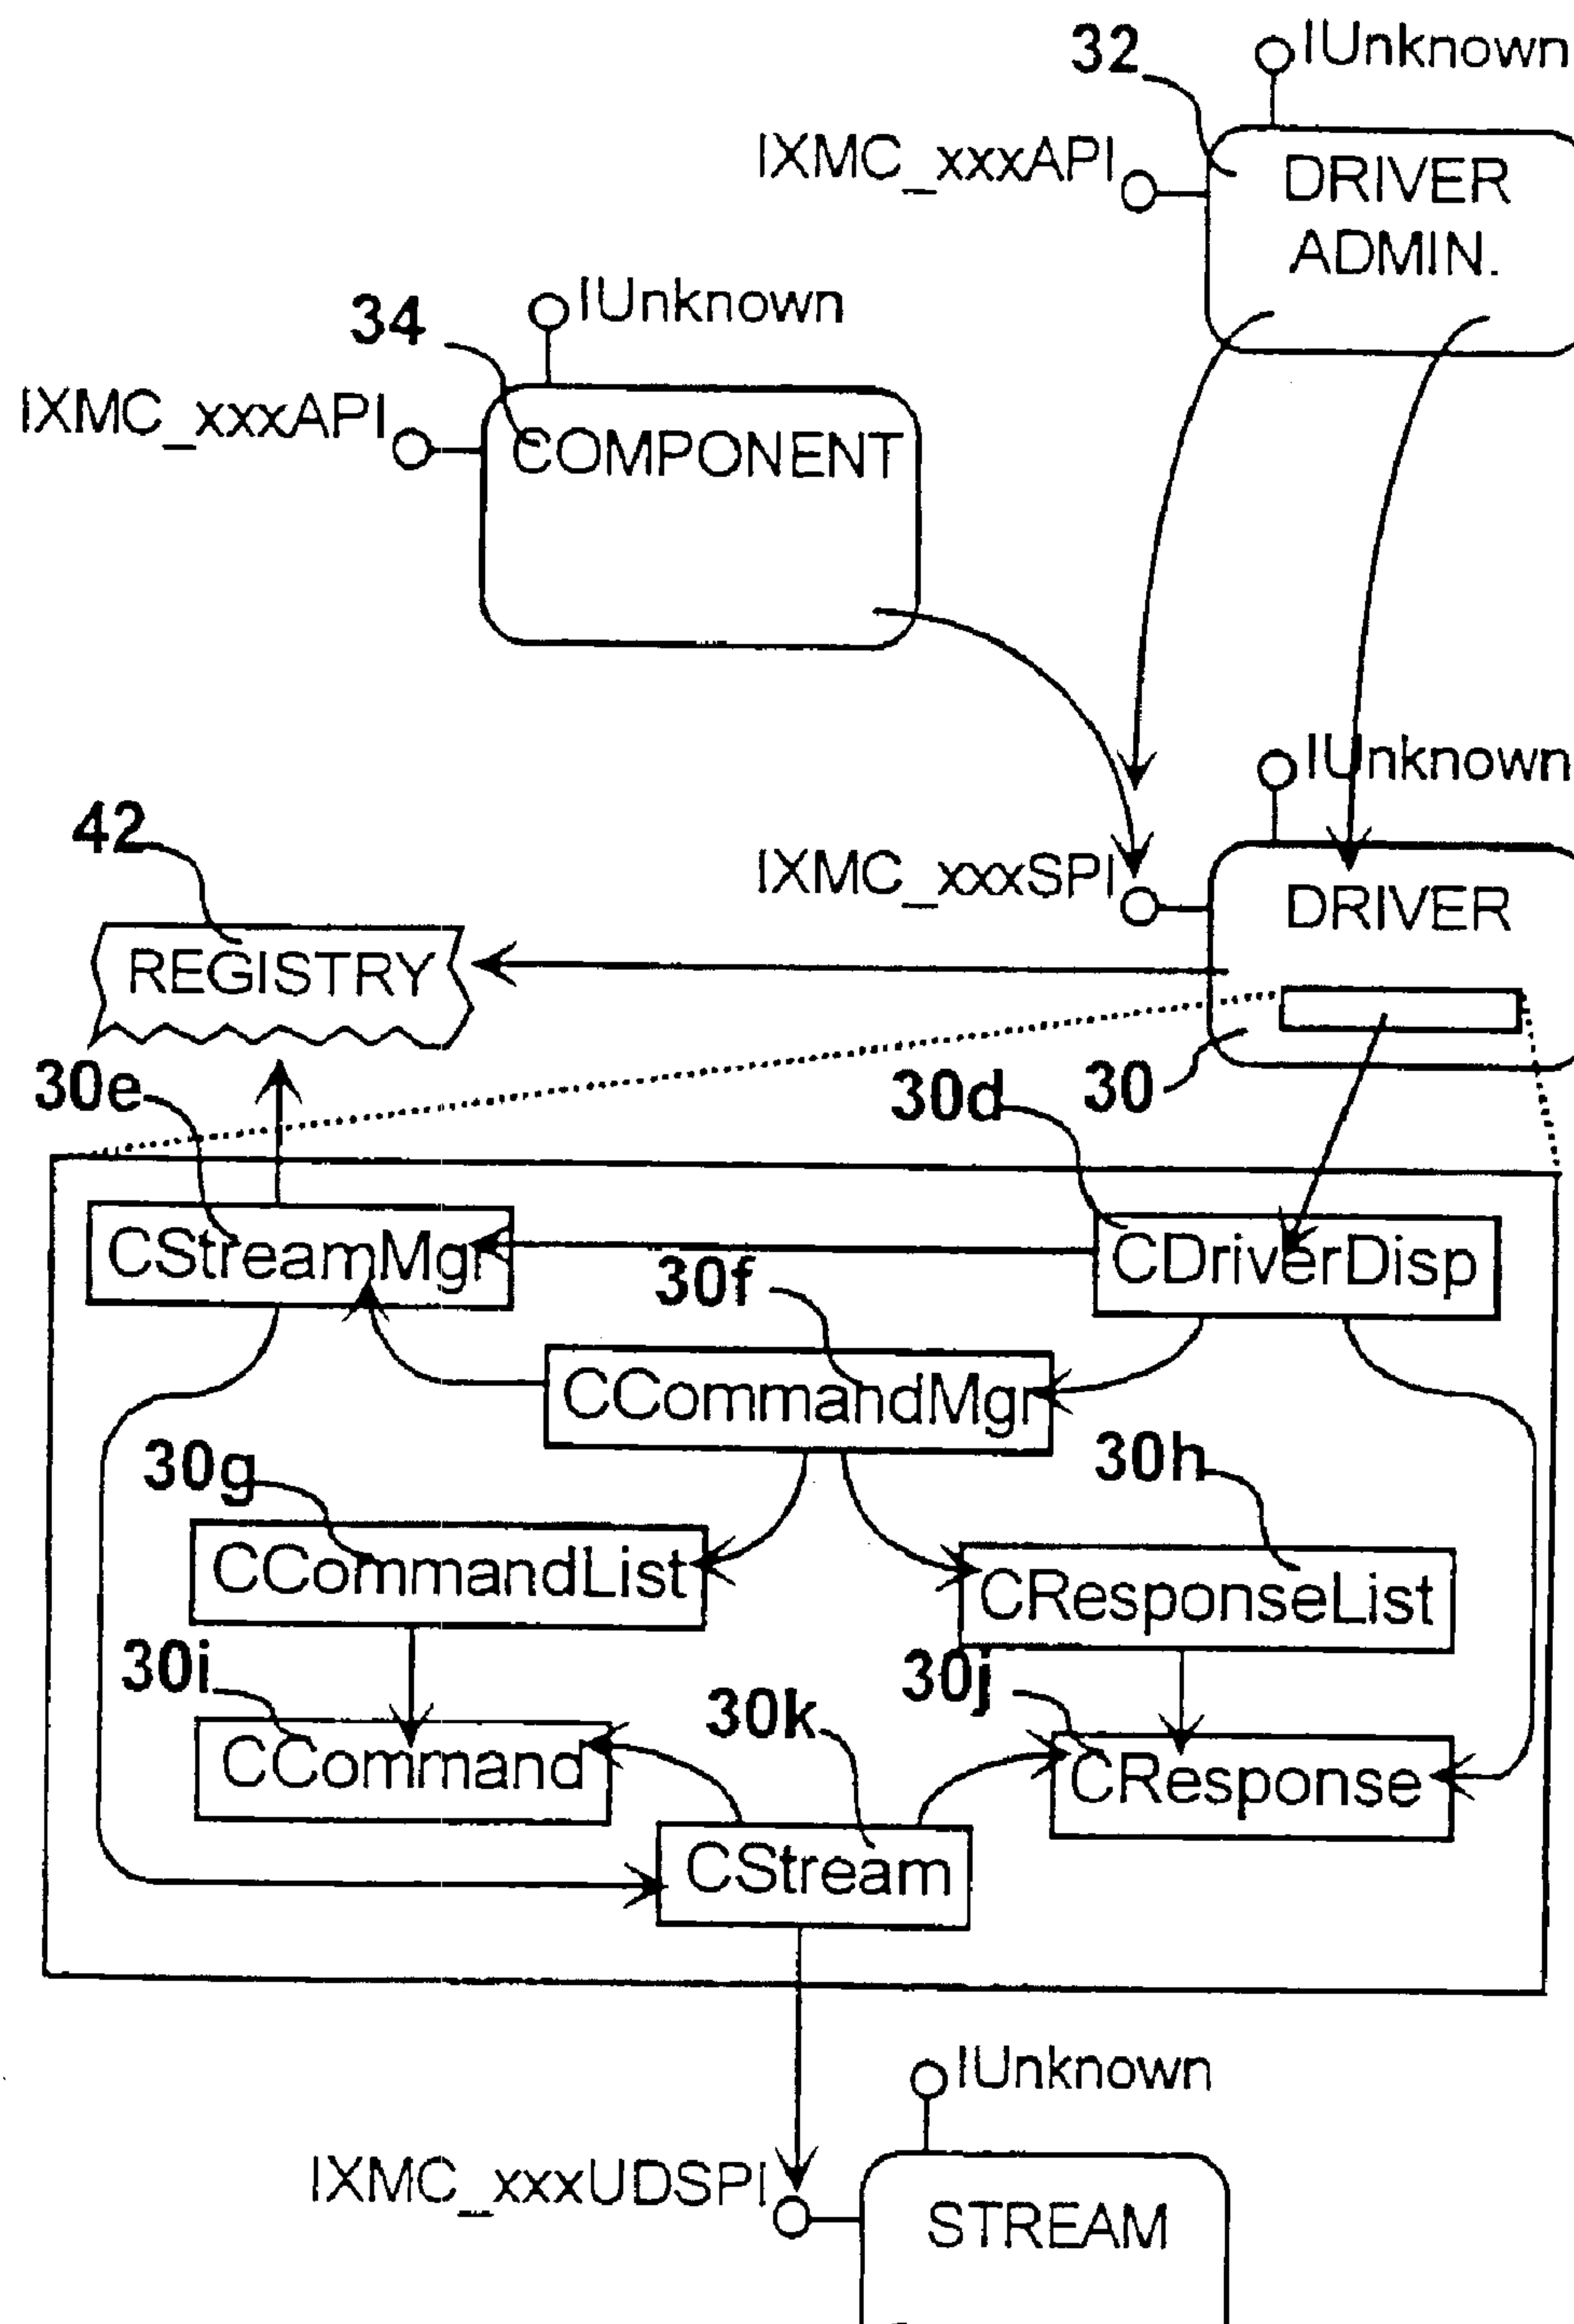 32
IUnknown
IXMC_xxxAPI
DRIVER
ADMIN.
34
IUnknown
IXMC_xxxAPI
COMPONENT
IUnknown
42
IXMC_xxxSPI
DRIVER
REGISTRY
30e
30d
30
CStreamMgr
CDriverDisp
30f
CCommandMgr
30g
30h
CCommandList
CResponseList
30i
30k
30j
CCommand
CResponse
CStream
IUnknown
IXMC_xxxUDSPI
STREAM